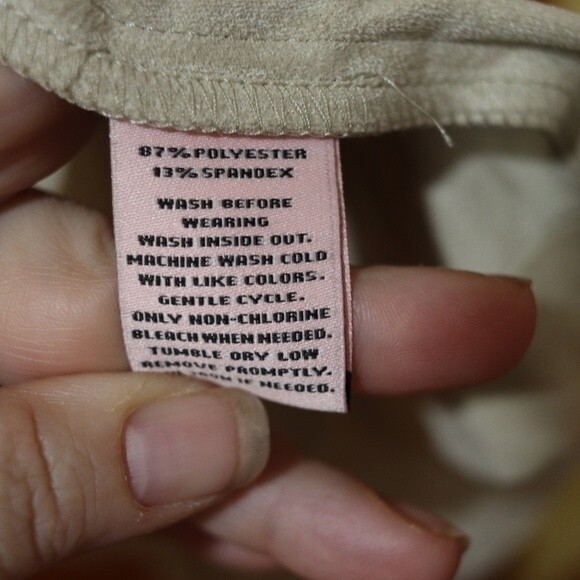 87% POLYESTER
13% SPANDEX
WASH BEFORE
WEARING
WASH INSIDE OUT.
MACHINE WASH COLD
WITH LIKE COLORS.
GENTLE CYCLE.
ONLY NON-CHLORINE
BLEACH WHEN NEEDED.
TUMBLE DRY LOW
REMOVE PROMPTLY.
IF NEEDED.